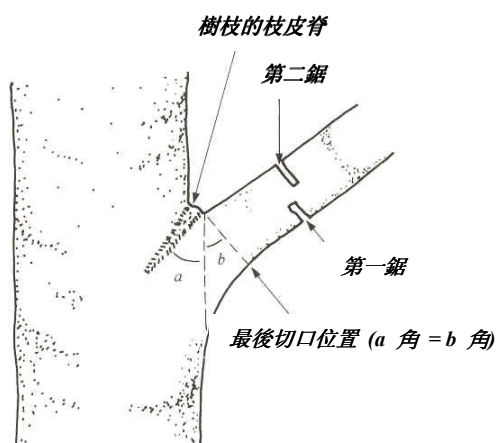 樹枝的枝皮脊
第二鋸
a
b
第一鋸
最後切口位置 (a 角 = b 角)